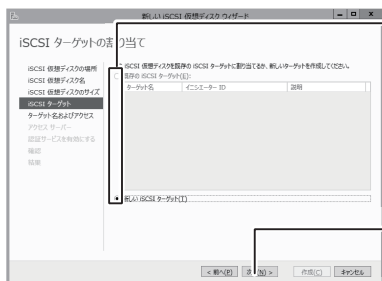 新しい iSCSI 仮想ディスク ウィザード
iSCSI ターゲットの割り当て
iSCSI 仮想ディスクの場所
iSCSI 仮想ディスク名
iSCSI 仮想ディスクのサイズ
iSCSI ターゲット
ターゲット名およびアクセス
アクセス サーバー
認証サービスを有効にする
確認
結果
iSCSI 仮想ディスクを既存の iSCSI ターゲットに割り当てるか、新しいターゲットを作成してください。
既存の iSCSI ターゲット(E):
ターゲット名 イニシエーター ID 説明
新しい iSCSI ターゲット(T)
< 前へ(P) 次へ(N) > 作成(C) キャンセル